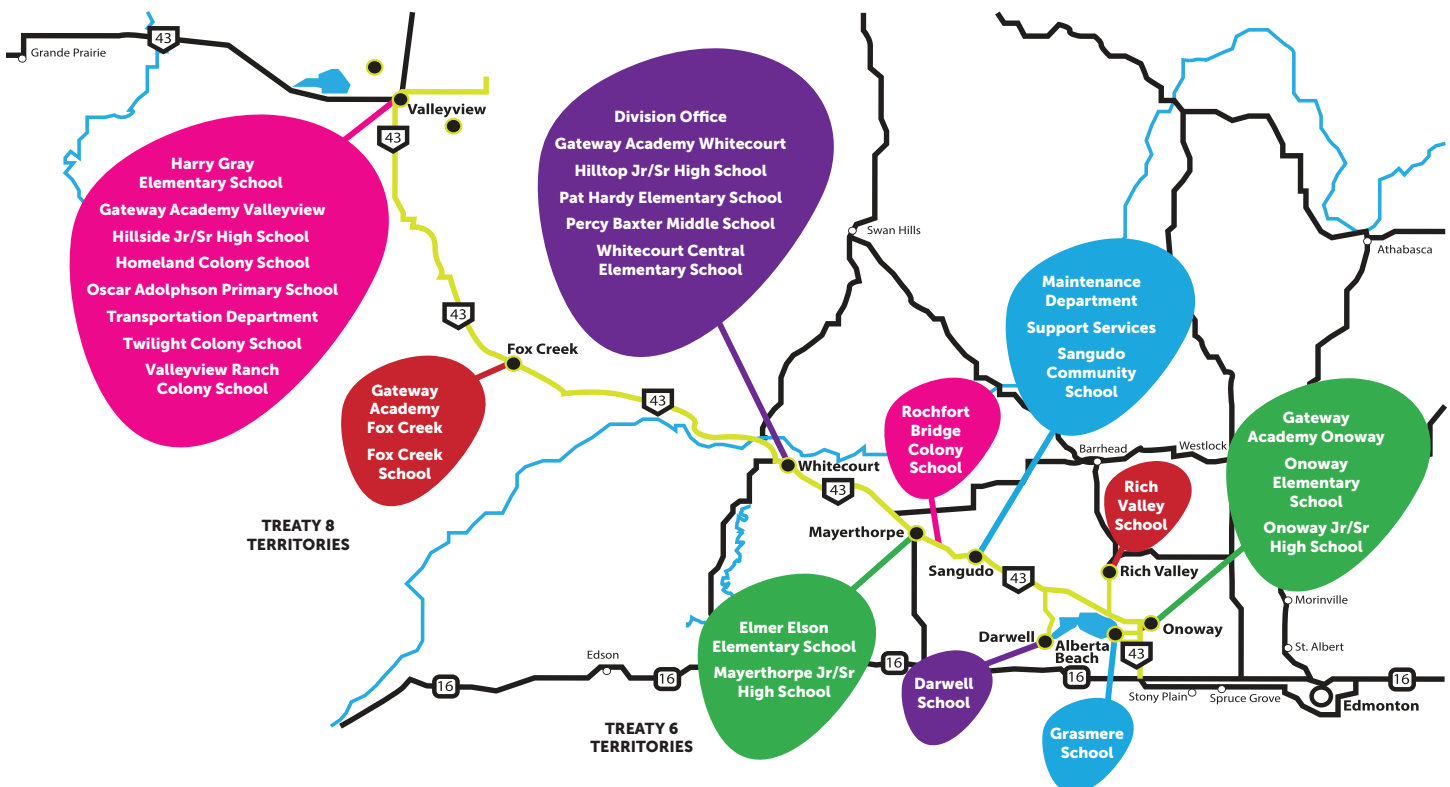 43
Grande Prairie
Valleyview
43
Harry Gray
Elementary School
Gateway Academy Valleyview
Hillside Jr/Sr High School
Homeland Colony School
Oscar Adolphson Primary School
Transportation Department
Twilight Colony School
Valleyview Ranch
Colony School
Division Office
Gateway Academy Whitecourt
Hilltop Jr/Sr High School
Pat Hardy Elementary School
Percy Baxter Middle School
Whitecourt Central
Elementary School
Swan Hills
Athabasca
Maintenance
Department
Support Services
Sangudo
Community
School
43
Fox Creek
Gateway
Academy
Fox Creek
Fox Creek
School
43
Rochfort
Bridge
Colony
School
Barrhead
Westlock
Gateway
Academy Onoway
Onoway
Elementary
School
Onoway Jr/Sr
High School
Whitecourt
43
Rich
Valley
School
TREATY 8
TERRITORIES
Mayerthorpe
Sangudo
43
Rich Valley
Morinville
Elmer Elson
Elementary School
Mayerthorpe Jr/Sr
High School
Darwell
Alberta
Beach
Onoway
43
St. Albert
Edson
16
16
16
16
16
Darwell
School
Stony Plain
Spruce Grove
Edmonton
TREATY 6
TERRITORIES
Grasmere
School